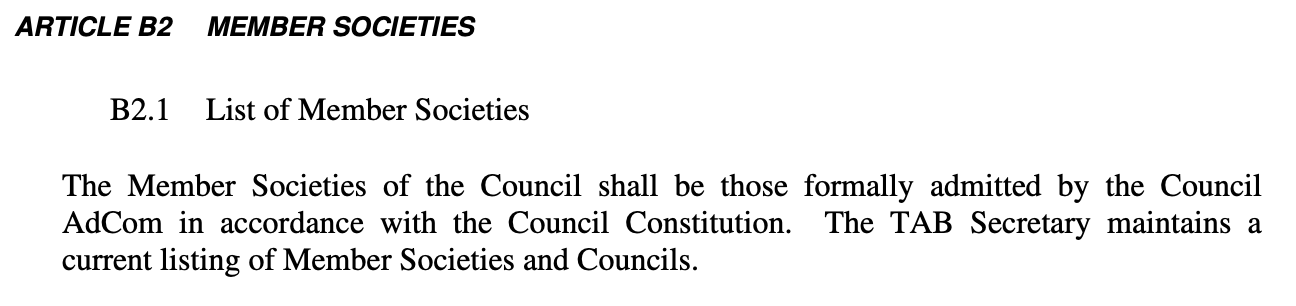 ARTICLE B2 MEMBER SOCIETIES
B2.1 List of Member Societies
The Member Societies of the Council shall be those formally admitted by the Council
AdCom in accordance with the Council Constitution. The TAB Secretary maintains a
current listing of Member Societies and Councils.